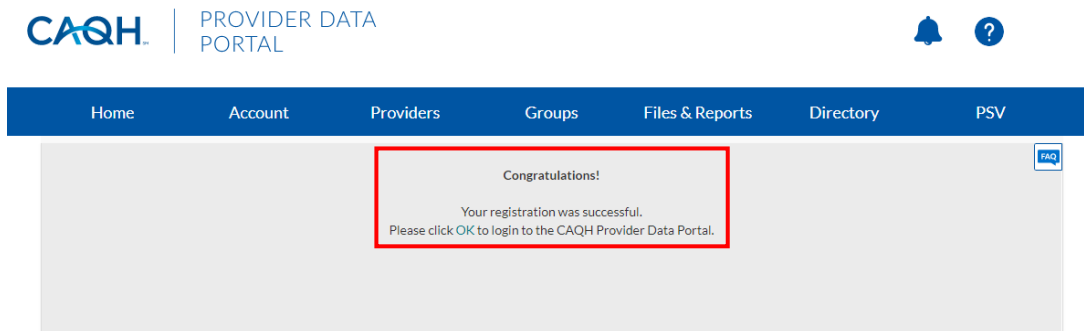 CAQH
PROVIDER DATA
PORTAL
?
Home Account Providers Groups Files & Reports Directory PSV
FAQ
Congratulations!
Your registration was successful.
Please click OK to login to the CAQH Provider Data Portal.